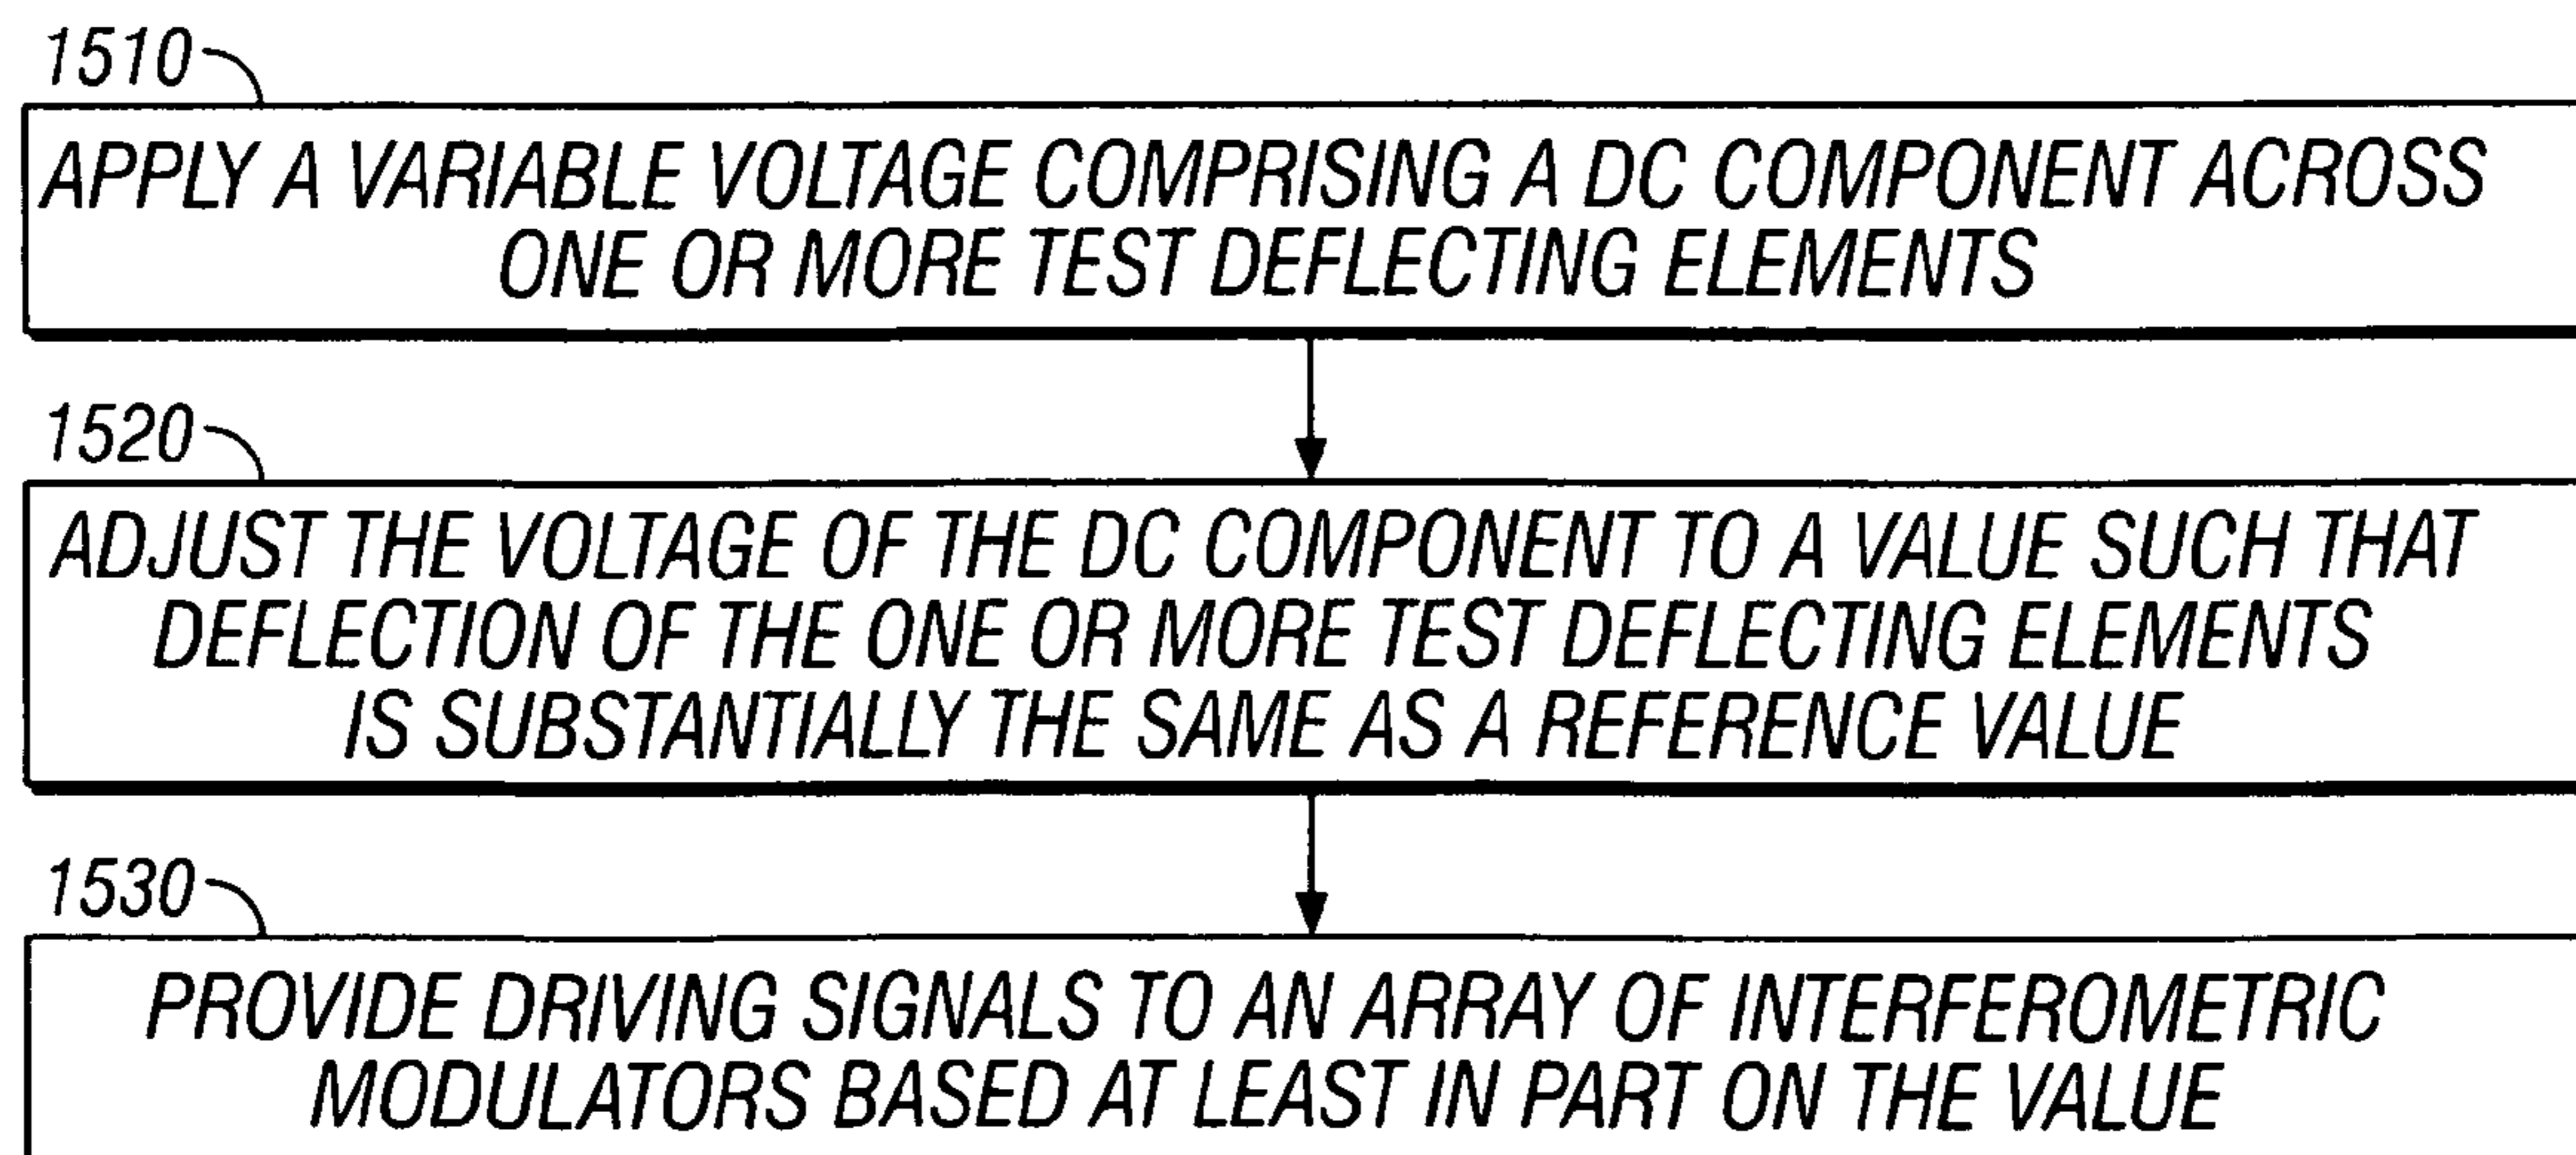 1510
APPLY A VARIABLE VOLTAGE COMPRISING A DC COMPONENT ACROSS
ONE OR MORE TEST DEFLECTING ELEMENTS
1520
ADJUST THE VOLTAGE OF THE DC COMPONENT TO A VALUE SUCH THAT
DEFLECTION OF THE ONE OR MORE TEST DEFLECTING ELEMENTS
IS SUBSTANTIALLY THE SAME AS A REFERENCE VALUE
1530
PROVIDE DRIVING SIGNALS TO AN ARRAY OF INTERFEROMETRIC
MODULATORS BASED AT LEAST IN PART ON THE VALUE